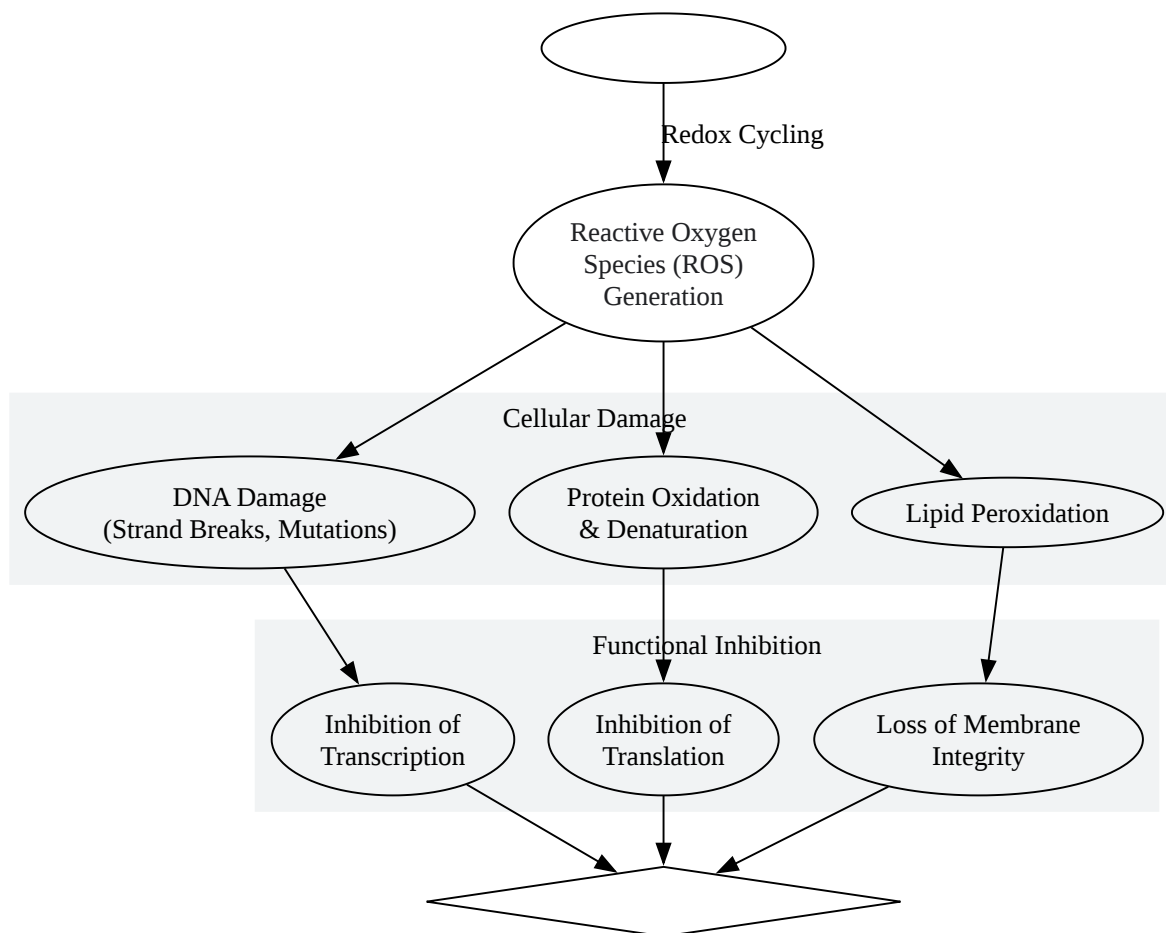 Redox Cycling
Reactive Oxygen
Species (ROS)
Generation
Cellular Damage
DNA Damage
(Strand Breaks, Mutations)
Protein Oxidation
& Denaturation
Lipid Peroxidation
Functional Inhibition
Inhibition of
Transcription
Inhibition of
Translation
Loss of Membrane
Integrity